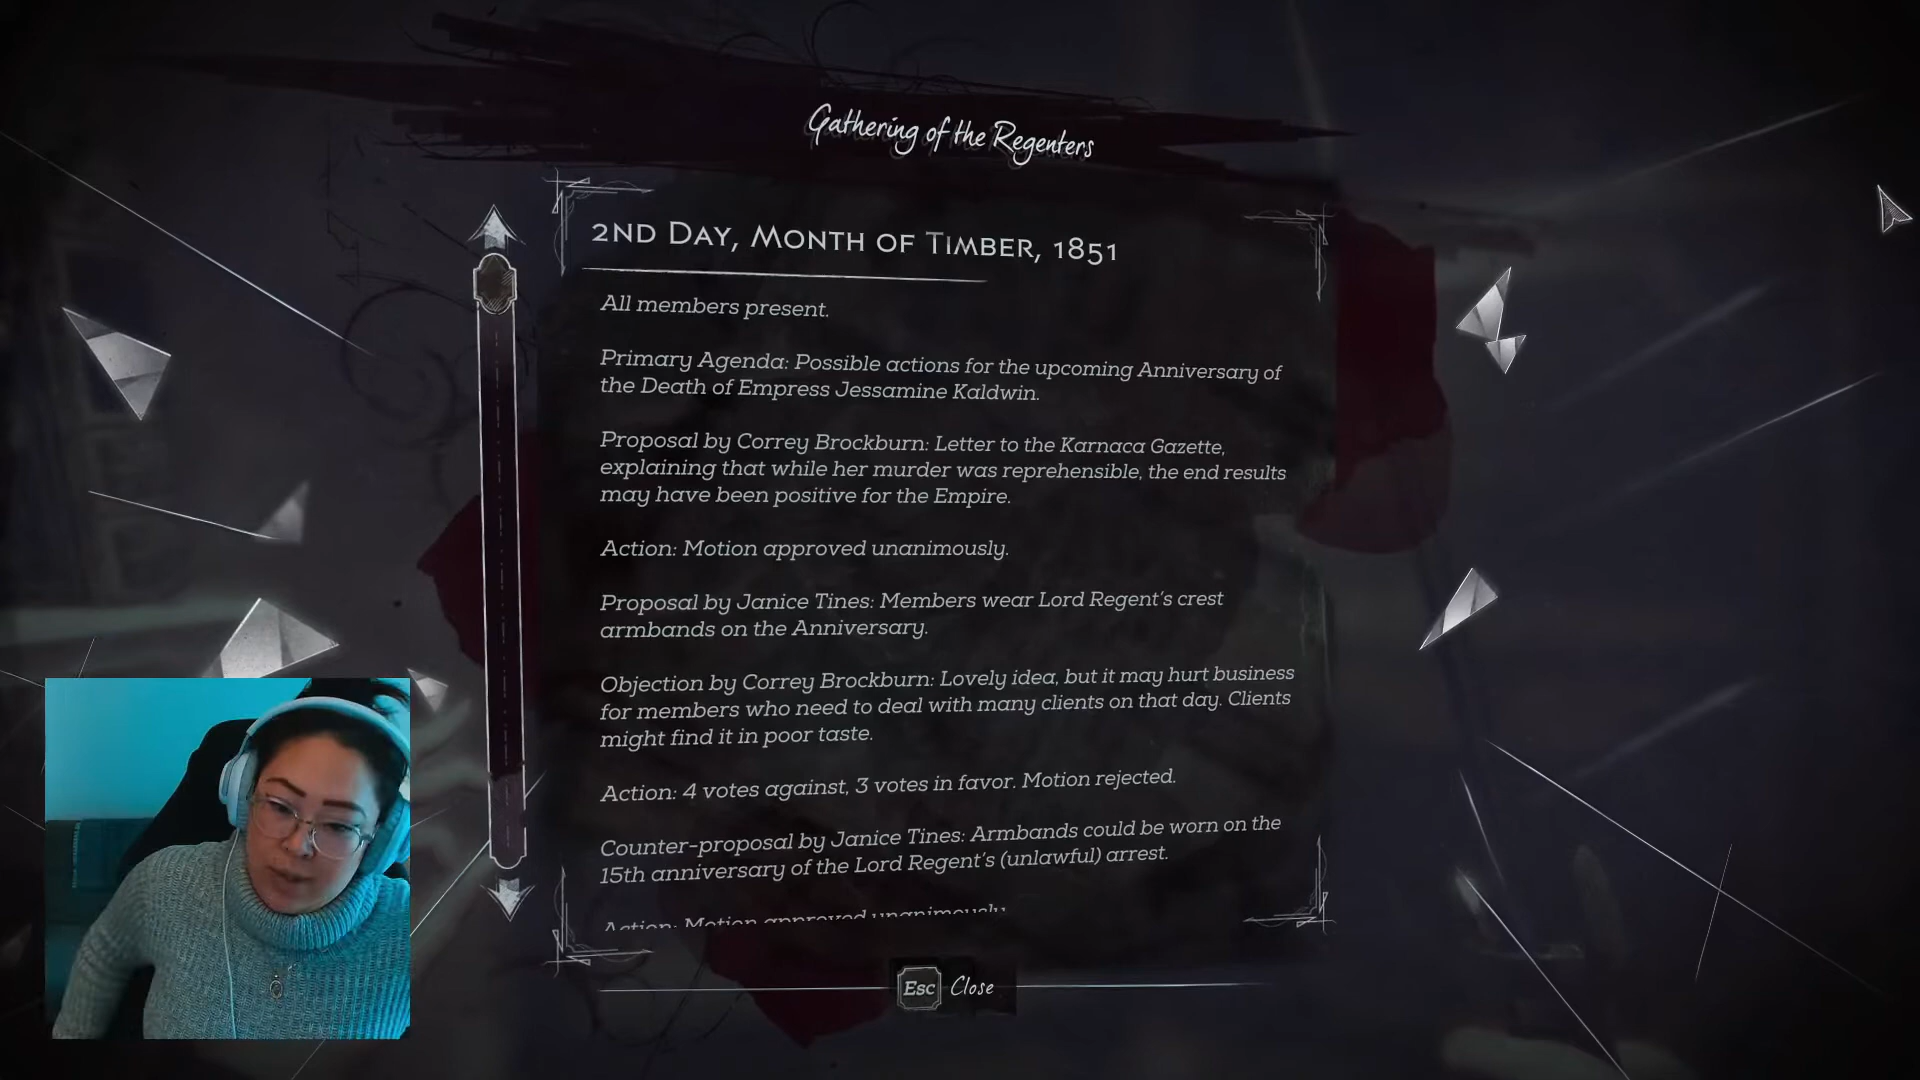 Gathering of the Regenters
2nd Day, Month of Timber, 1851
All members present.
Primary Agenda: Possible actions for the upcoming Anniversary of
the Death of Empress Jessamine Kaldwin.
Proposal by Correy Brockburn: Letter to the Karnaca Gazette,
explaining that while her murder was reprehensible, the end results
may have been positive for the Empire.
Action: Motion approved unanimously.
Proposal by Janice Tines: Members wear Lord Regent's crest
armbands on the Anniversary.
Objection by Correy Brockburn: Lovely idea, but it may hurt business
for members who need to deal with many clients on that day. Clients
might find it in poor taste.
Action: 4 votes against, 3 votes in favor. Motion rejected.
Counter-proposal by Janice Tines: Armbands could be worn on the
15th anniversary of the Lord Regent's (unlawful) arrest.
Action: Motion approved unanimously.
Esc Close